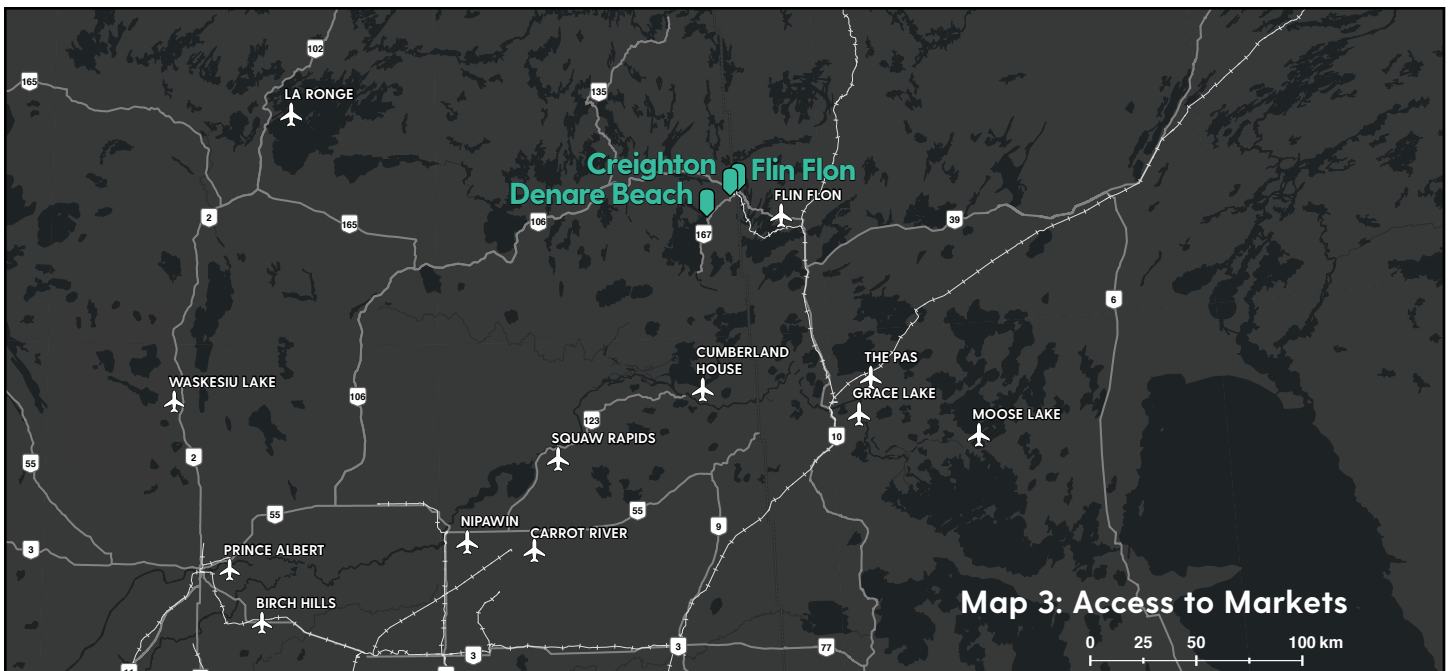 102
165
LA RONGE
135
Creighton
Flin Flon
Denare Beach
FLIN FLON
2
165
106
167
39
6
CUMBERLAND
HOUSE
THE PAS
WASKESIU LAKE
106
GRACE LAKE
123
MOOSE LAKE
10
SQUAW RAPIDS
2
55
55
55
NIPAWIN
9
CARROT RIVER
3
PRINCE ALBERT
BIRCH HILLS
Map 3: Access to Markets
0 25 50 100 km
3
3
77